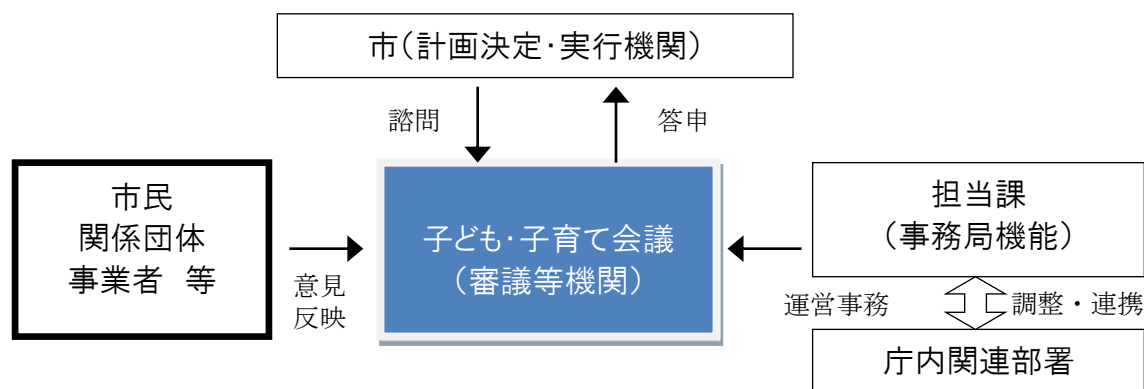 市(計画決定・実行機関)
諮問
答申
市民
関係団体
事業者　等
意見
反映
子ども・子育て会議
(審議等機関)
担当課
(事務局機能)
運営事務
調整・連携
庁内関連部署